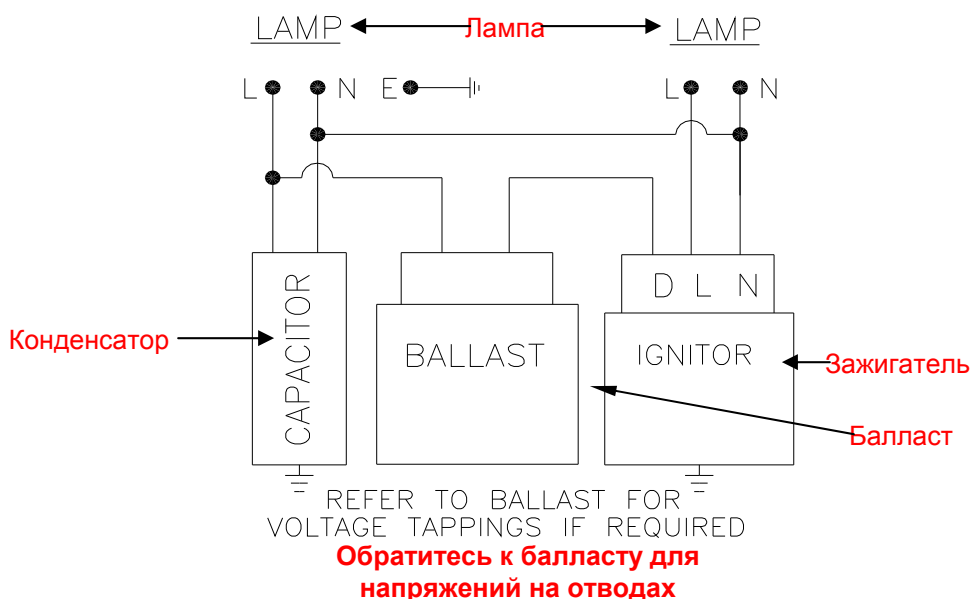 LAMP Лампа LAMP
L N E L N
CAPACITOR
D L N
Конденсатор
BALLAST
IGNITOR
Зажигатель
Балласт
REFER TO BALLAST FOR
VOLTAGE TAPPINGS IF REQUIRED
Обратитесь к балласту для
напряжений на отводах